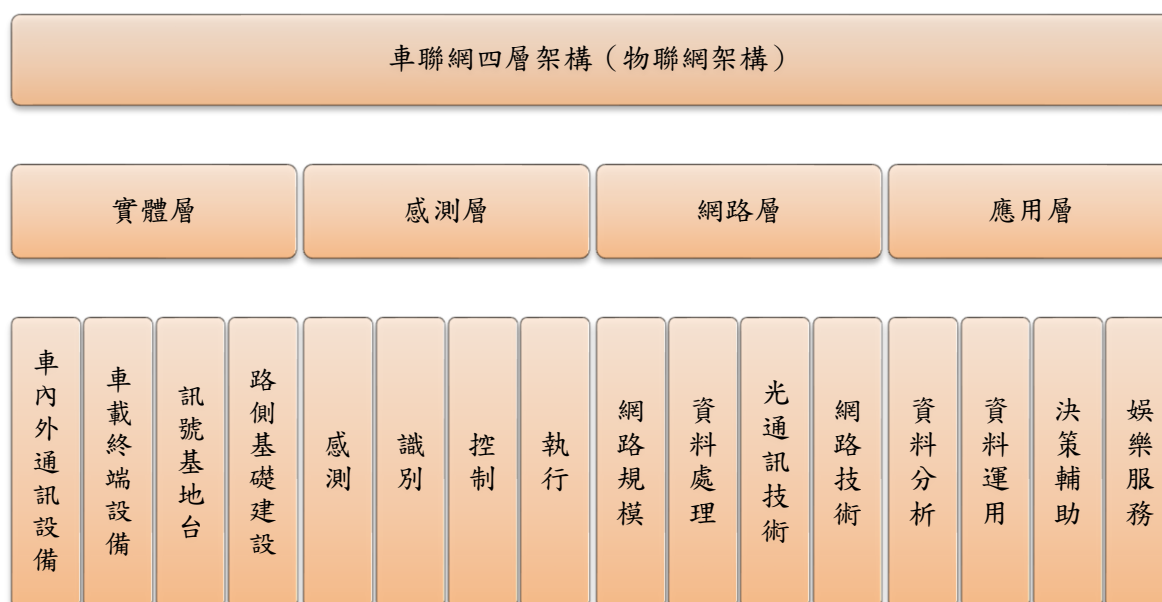 車聯網四層架構（物聯網架構）
實體層
感測層
網路層
應用層
車內外通訊設備
車載終端設備
訊號基地台
路側基礎建設
感測
識別
控制
執行
網路規模
資料處理
光通訊技術
網路技術
資料分析
資料運用
決策輔助
娛樂服務